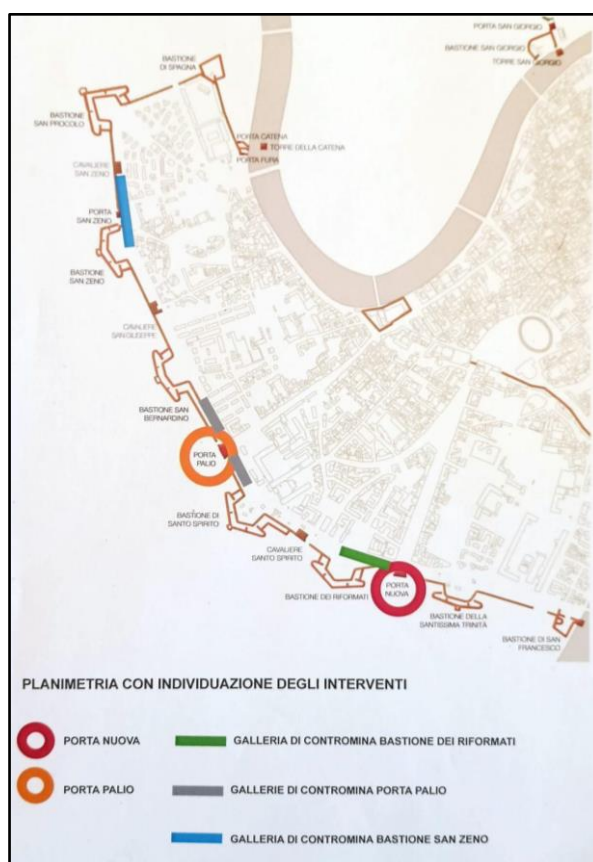 PORTA SAN GIORGIO
BASTIONE SAN GIORGIO
TORRE SAN GIORGIO
BASTIONE
DI SPAGNA
BASTIONE
SAN PROCOLO
PORTA CATENA
TORRE DELLA CATENA
PORTA FURA
CAVALIERE
SAN ZENO
PORTA
SAN ZENO
BASTIONE
SAN ZENO
CAVALIERE
SAN GIUSEPPE
BASTIONE SAN
BERNARDINO
PORTA
PALIO
BASTIONE DI
SANTO SPIRITO
CAVALIERE
SANTO SPIRITO
BASTIONE DEI RIFORMATI
PORTA
NUOVA
BASTIONE DELLA
SANTISSIMA TRINITÀ
BASTIONE DI SAN
FRANCESCO
PLANIMETRIA CON INDIVIDUAZIONE DEGLI INTERVENTI
PORTA NUOVA
GALLERIA DI CONTROMINA BASTIONE DEI RIFORMATI
PORTA PALIO
GALLERIE DI CONTROMINA PORTA PALIO
GALLERIA DI CONTROMINA BASTIONE SAN ZENO